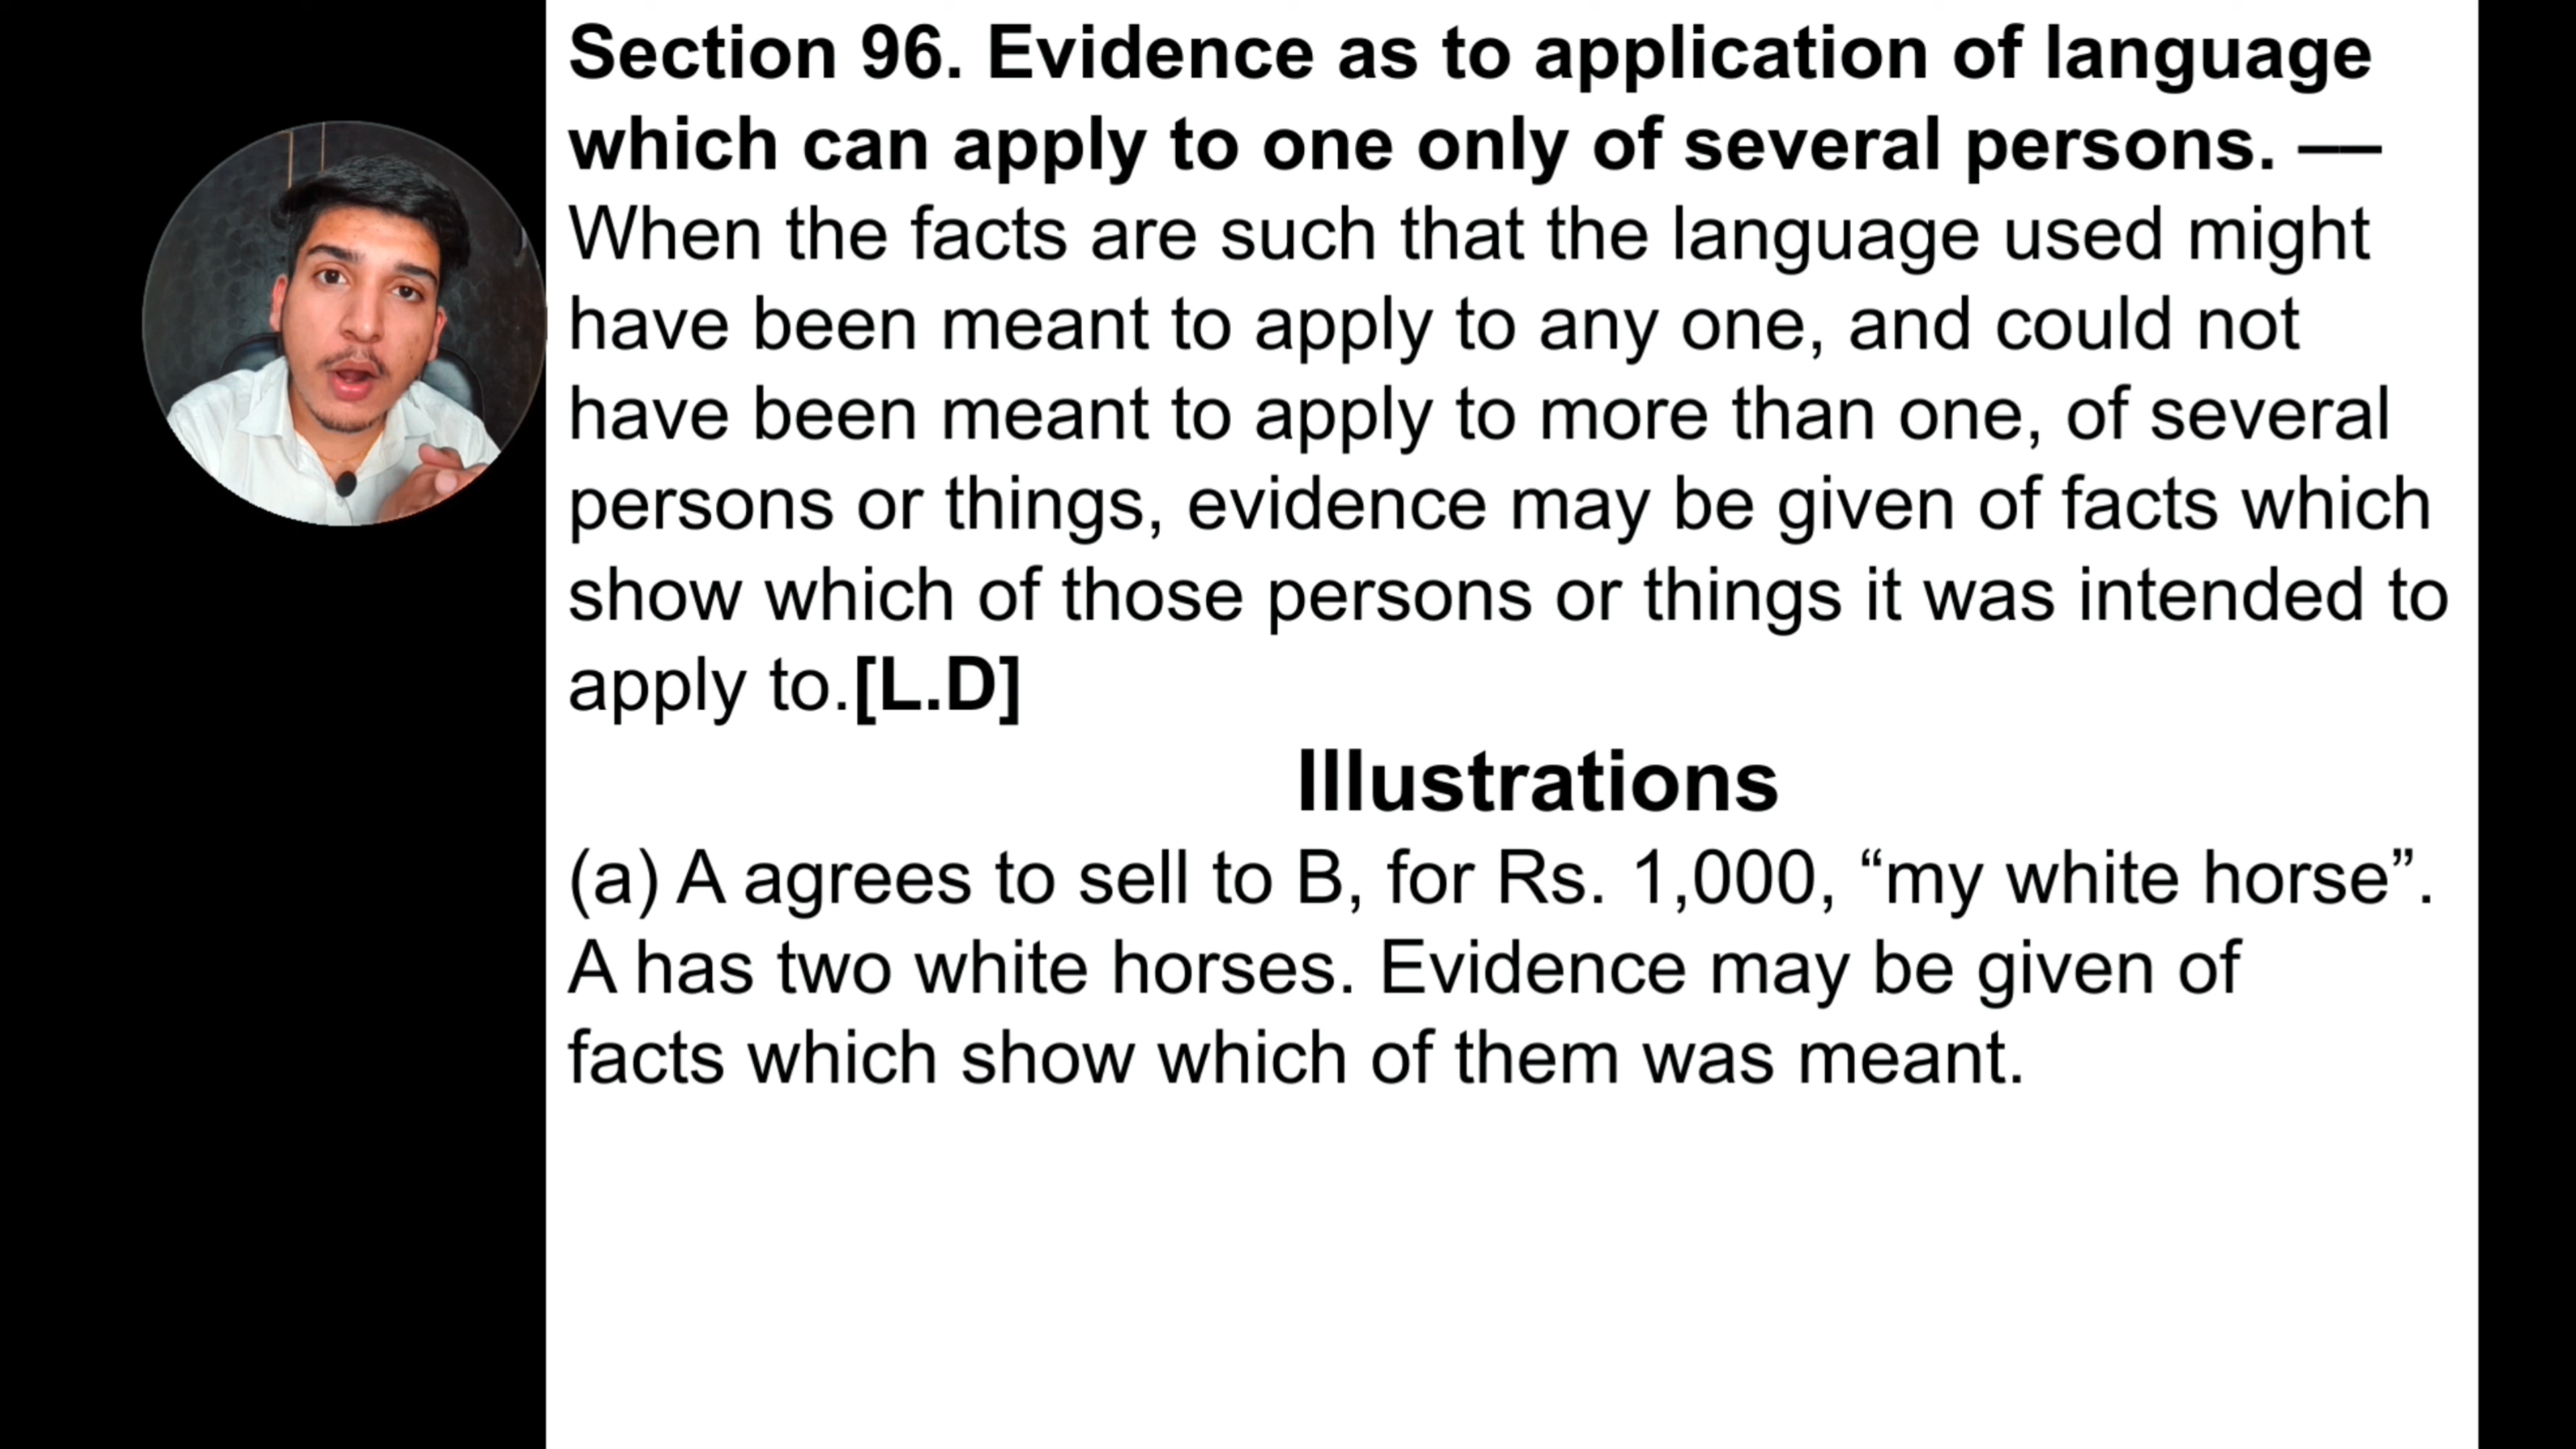 Section 96. Evidence as to application of language
which can apply to one only of several persons. —
When the facts are such that the language used might
have been meant to apply to any one, and could not
have been meant to apply to more than one, of several
persons or things, evidence may be given of facts which
show which of those persons or things it was intended to
apply to.[L.D]
Illustrations
(a) A agrees to sell to B, for Rs. 1,000, “my white horse”.
A has two white horses. Evidence may be given of
facts which show which of them was meant.